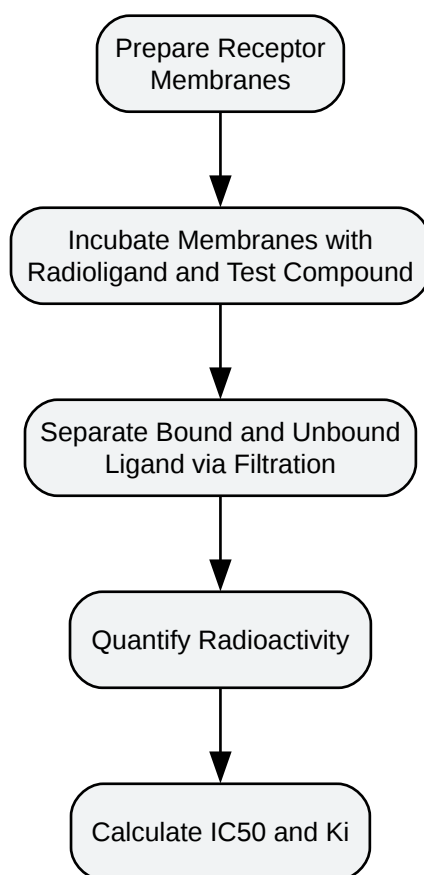 Prepare Receptor
Membranes
Incubate Membranes with
Radioligand and Test Compound
Separate Bound and Unbound
Ligand via Filtration
Quantify Radioactivity
Calculate IC50 and Ki